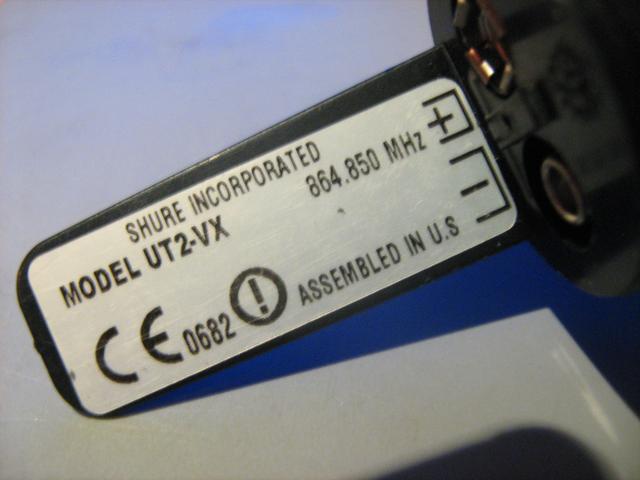 SHURE INCORPORATED
MODEL UT2-VX 864.850 MHz
CE 0682 ! ASSEMBLED IN U.S
+
-